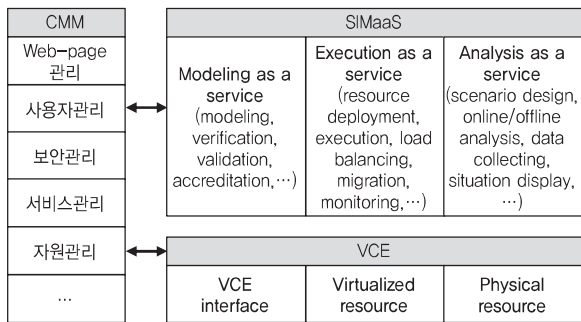 CMM
Web-page
관리
사용자관리
보안관리
서비스관리
자원관리
…
SIMaaS
Modeling as a
service
(modeling,
verification,
validation,
accreditation,…)
Execution as a
service
(resource
deployment,
execution, load
balancing,
migration,
monitoring,…)
Analysis as a
service
(scenario design,
online/offline
analysis, data
collecting,
situation display,
…)
VCE
VCE
interface
Virtualized
resource
Physical
resource